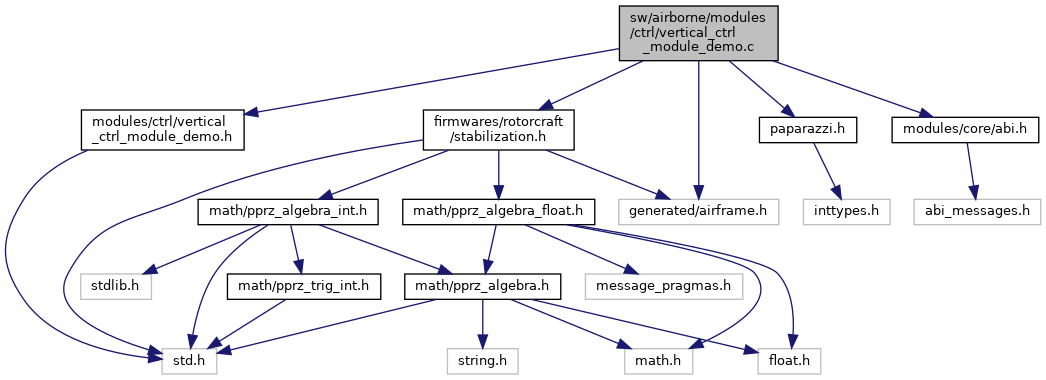 sw/airborne/modules
/ctrl/vertical_ctrl
_module_demo.c
modules/ctrl/vertical
_ctrl_module_demo.h
firmwares/rotorcraft
/stabilization.h
paparazzi.h
modules/core/abi.h
math/pprz_algebra_int.h
math/pprz_algebra_float.h
generated/airframe.h
inttypes.h
abi_messages.h
stdlib.h
math/pprz_trig_int.h
math/pprz_algebra.h
message_pragmas.h
std.h
string.h
math.h
float.h